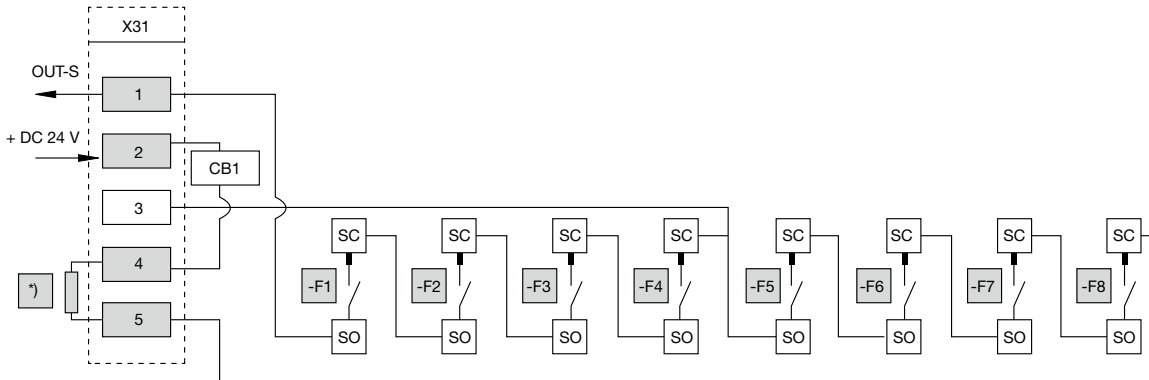 X31
OUT-S
1
+ DC 24 V
2
CB1
3
SC SC SC SC SC SC SC SC
4
*)
-F1 -F2 -F3 -F4 -F5 -F6 -F7 -F8
5
SO SO SO SO SO SO SO SO